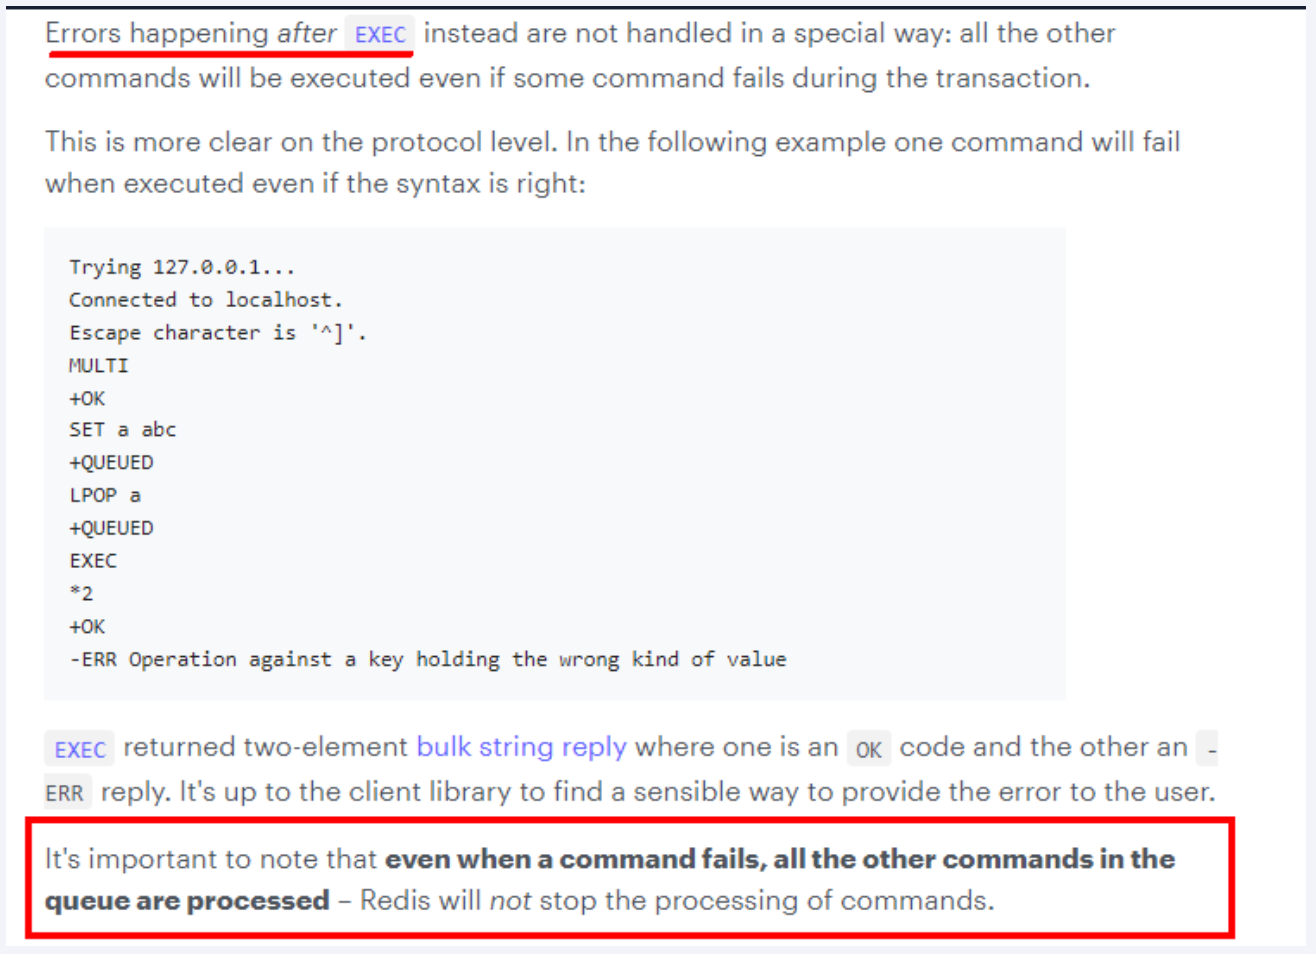 Errors happening after EXEC instead are not handled in a special way: all the other
commands will be executed even if some command fails during the transaction.
This is more clear on the protocol level. In the following example one command will fail
when executed even if the syntax is right:
Trying 127.0.0.1...
Connected to localhost.
Escape character is '^]'.
MULTI
+OK
SET a abc
+QUEUED
LPOP a
+QUEUED
EXEC
*2
+OK
-ERR Operation against a key holding the wrong kind of value
EXEC returned two-element bulk string reply where one is an OK code and the other an -
ERR reply. It's up to the client library to find a sensible way to provide the error to the user.
It's important to note that even when a command fails, all the other commands in the
queue are processed – Redis will not stop the processing of commands.